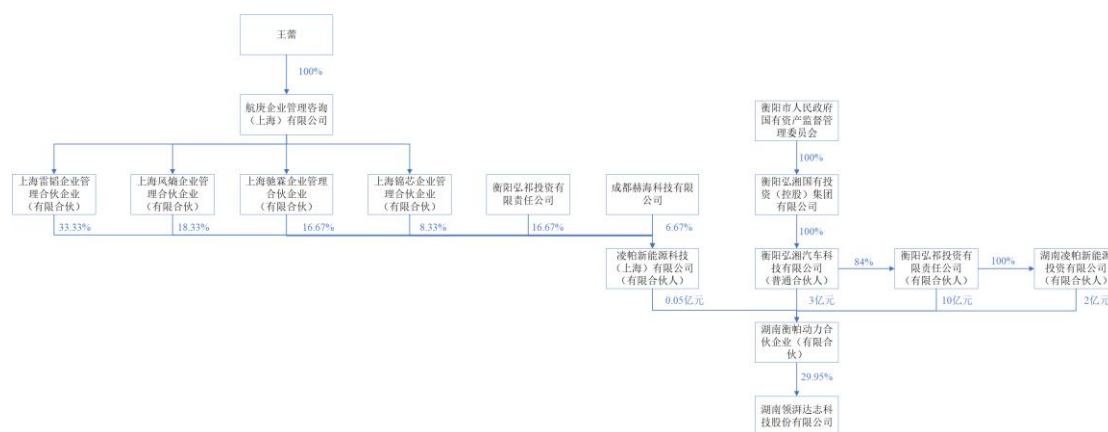 王蕾
100%
航庚企业管理咨询
（上海）有限公司
衡阳市人民政府
国有资产监督管
理委员会
100%
上海雷韬企业管
理合伙企业
（有限合伙）
上海风熵企业管
理合伙企业
（有限合伙）
上海驰霖企业管理
合伙企业
（有限合伙）
上海锦芯企业管
理合伙企业
（有限合伙）
衡阳弘祁投资有
限责任公司
成都赫海科技有限
公司
衡阳弘湘国有投
资（控股）集团
有限公司
33.33%
18.33%
16.67%
8.33%
16.67%
6.67%
100%
凌帕新能源科技
（上海）有限公司
（有限合伙人）
衡阳弘湘汽车科
技有限公司
（普通合伙人）
84%
衡阳弘祁投资有
限责任公司
（有限合伙人）
100%
湖南凌帕新能源
投资有限公司
（有限合伙人）
0.05亿元
3亿元
10亿元
2亿元
湖南衡帕动力合
伙企业（有限合
伙）
29.95%
湖南领湃达志科
技股份有限公司